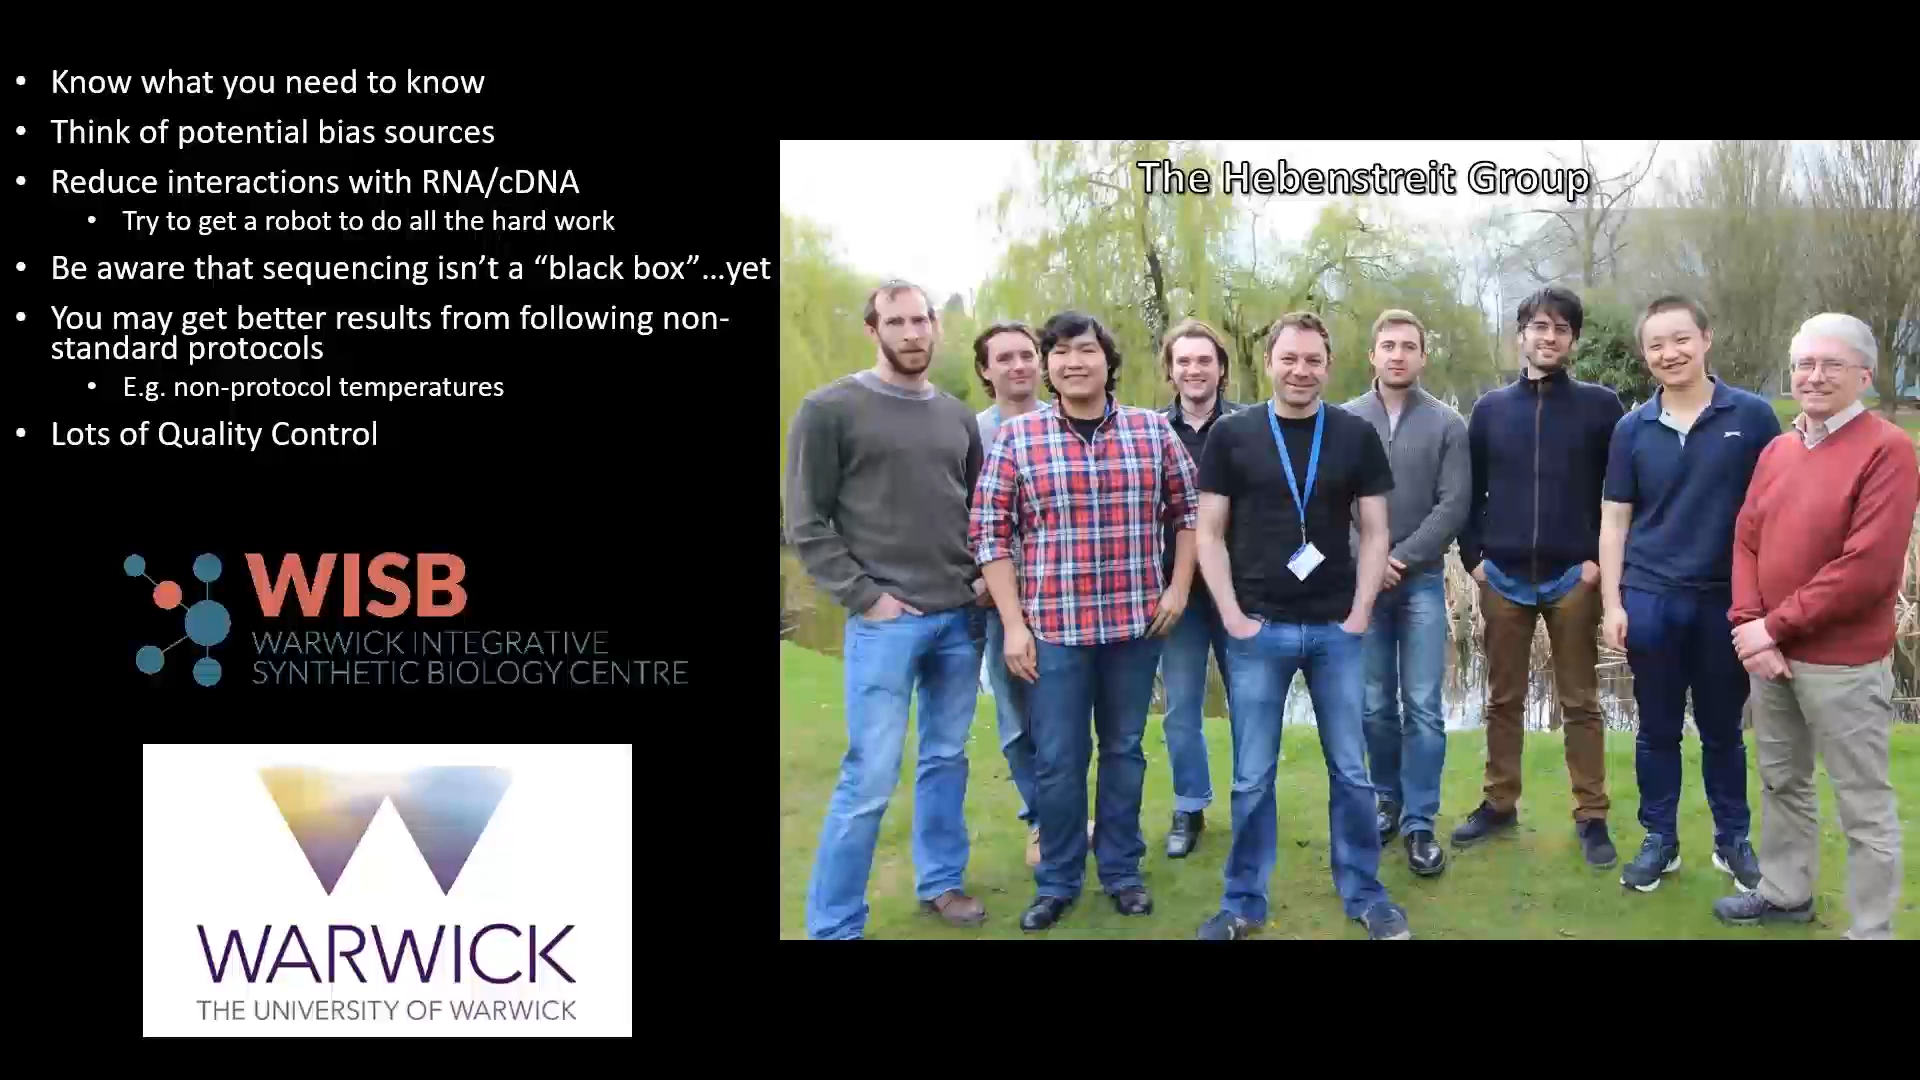 • Know what you need to know
• Think of potential bias sources
• Reduce interactions with RNA/cDNA
• Try to get a robot to do all the hard work
• Be aware that sequencing isn’t a “black box”...yet
• You may get better results from following non-
standard protocols
• E.g. non-protocol temperatures
• Lots of Quality Control
WISB
WARWICK INTEGRATIVE
SYNTHETIC BIOLOGY CENTRE
WARWICK
THE UNIVERSITY OF WARWICK
The Hebenstreit Group